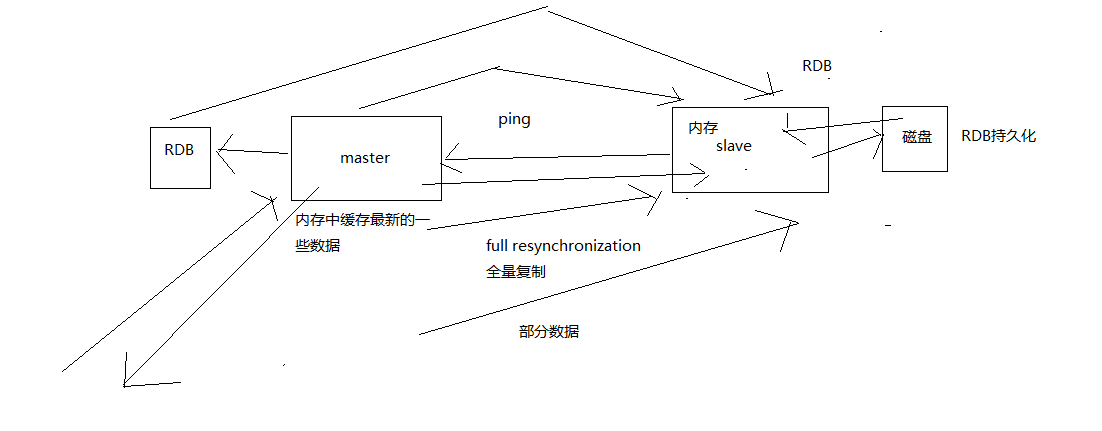 RDB
ping
内存
slave
磁盘
RDB持久化
RDB
master
内存中缓存最新的一
些数据
full resynchronization
全量复制
部分数据